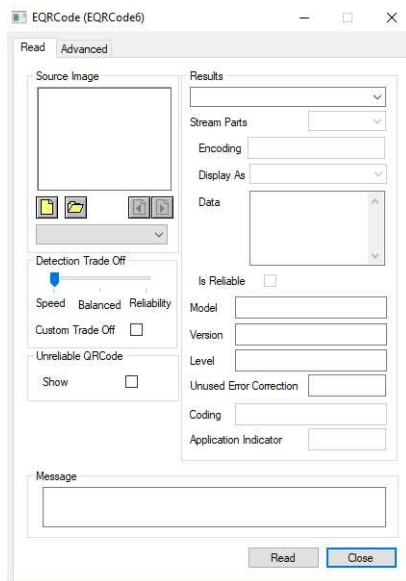 EQRCode (EQRCode6)
Read Advanced
Source Image
Detection Trade Off
Speed Balanced Reliability
Custom Trade Off
Unreliable QRCode
Show
Results
Stream Parts
Encoding
Display As
Data
Is Reliable
Model
Version
Level
Unused Error Correction
Coding
Application Indicator
Message
Read Close